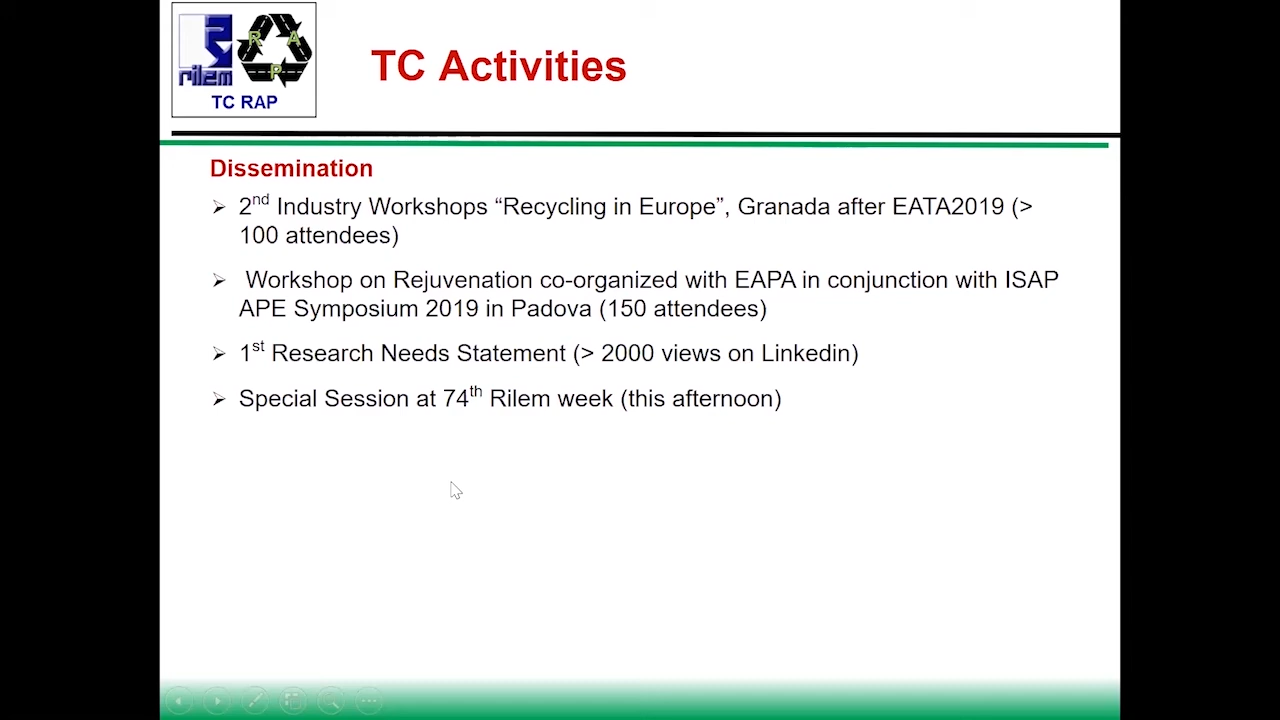 rilem
R A P
TC RAP
TC Activities
Dissemination
2nd Industry Workshops “Recycling in Europe”, Granada after EATA2019 (>
100 attendees)
Workshop on Rejuvenation co-organized with EAPA in conjunction with ISAP
APE Symposium 2019 in Padova (150 attendees)
1st Research Needs Statement (> 2000 views on Linkedin)
Special Session at 74th Rilem week (this afternoon)